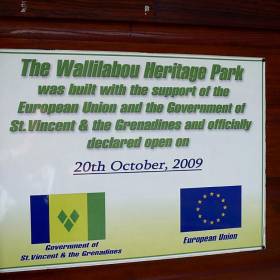 The Wallilabou Heritage Park
was built with the support of the
European Union and the Government of
St.Vincent & the Grenadines and officially
declared open on
20th October, 2009
Government of
St.Vincent & the Grenadines
European Union